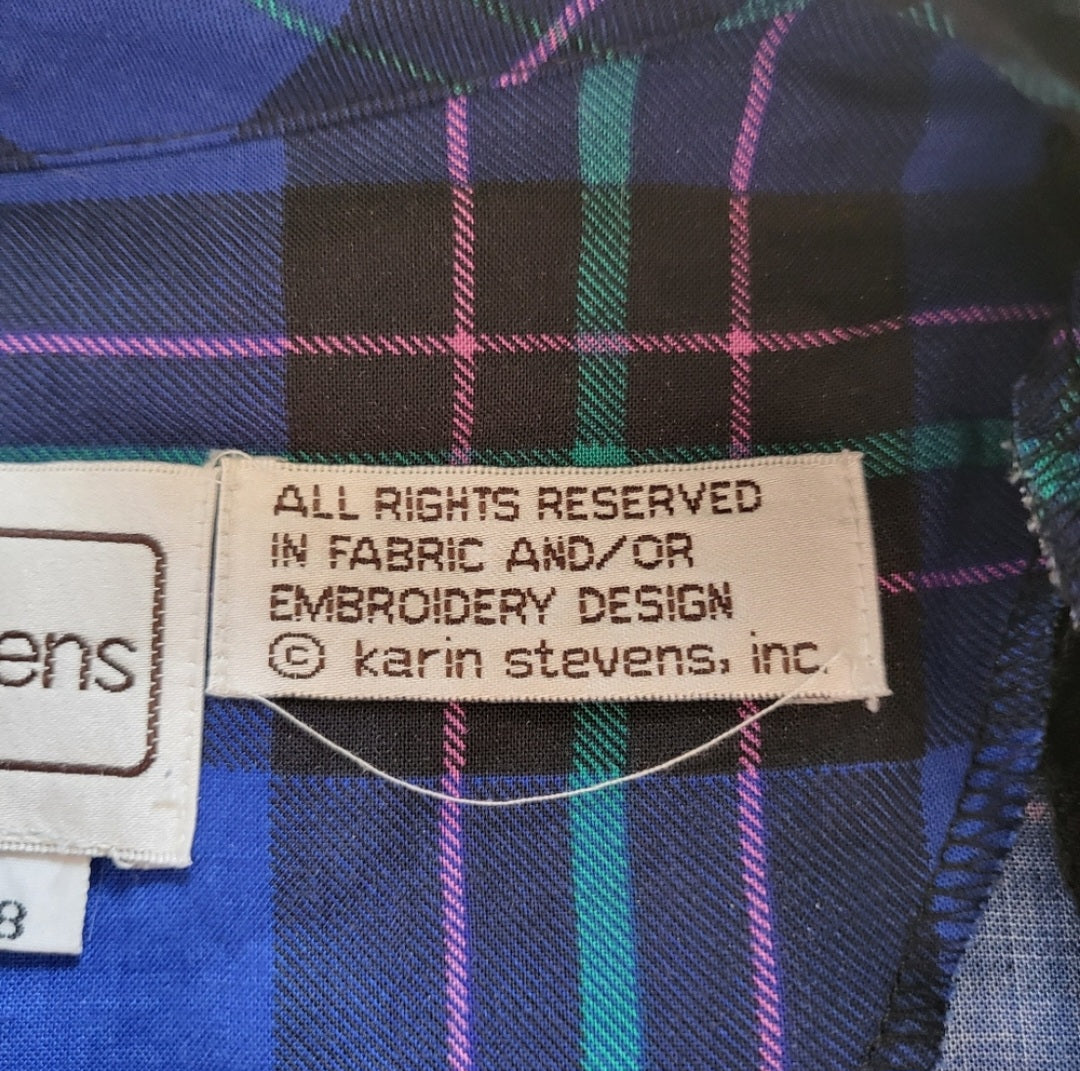 ALL RIGHTS RESERVED
IN FABRIC AND/OR
EMBROIDERY DESIGN
© karin stevens, inc.
ens
8